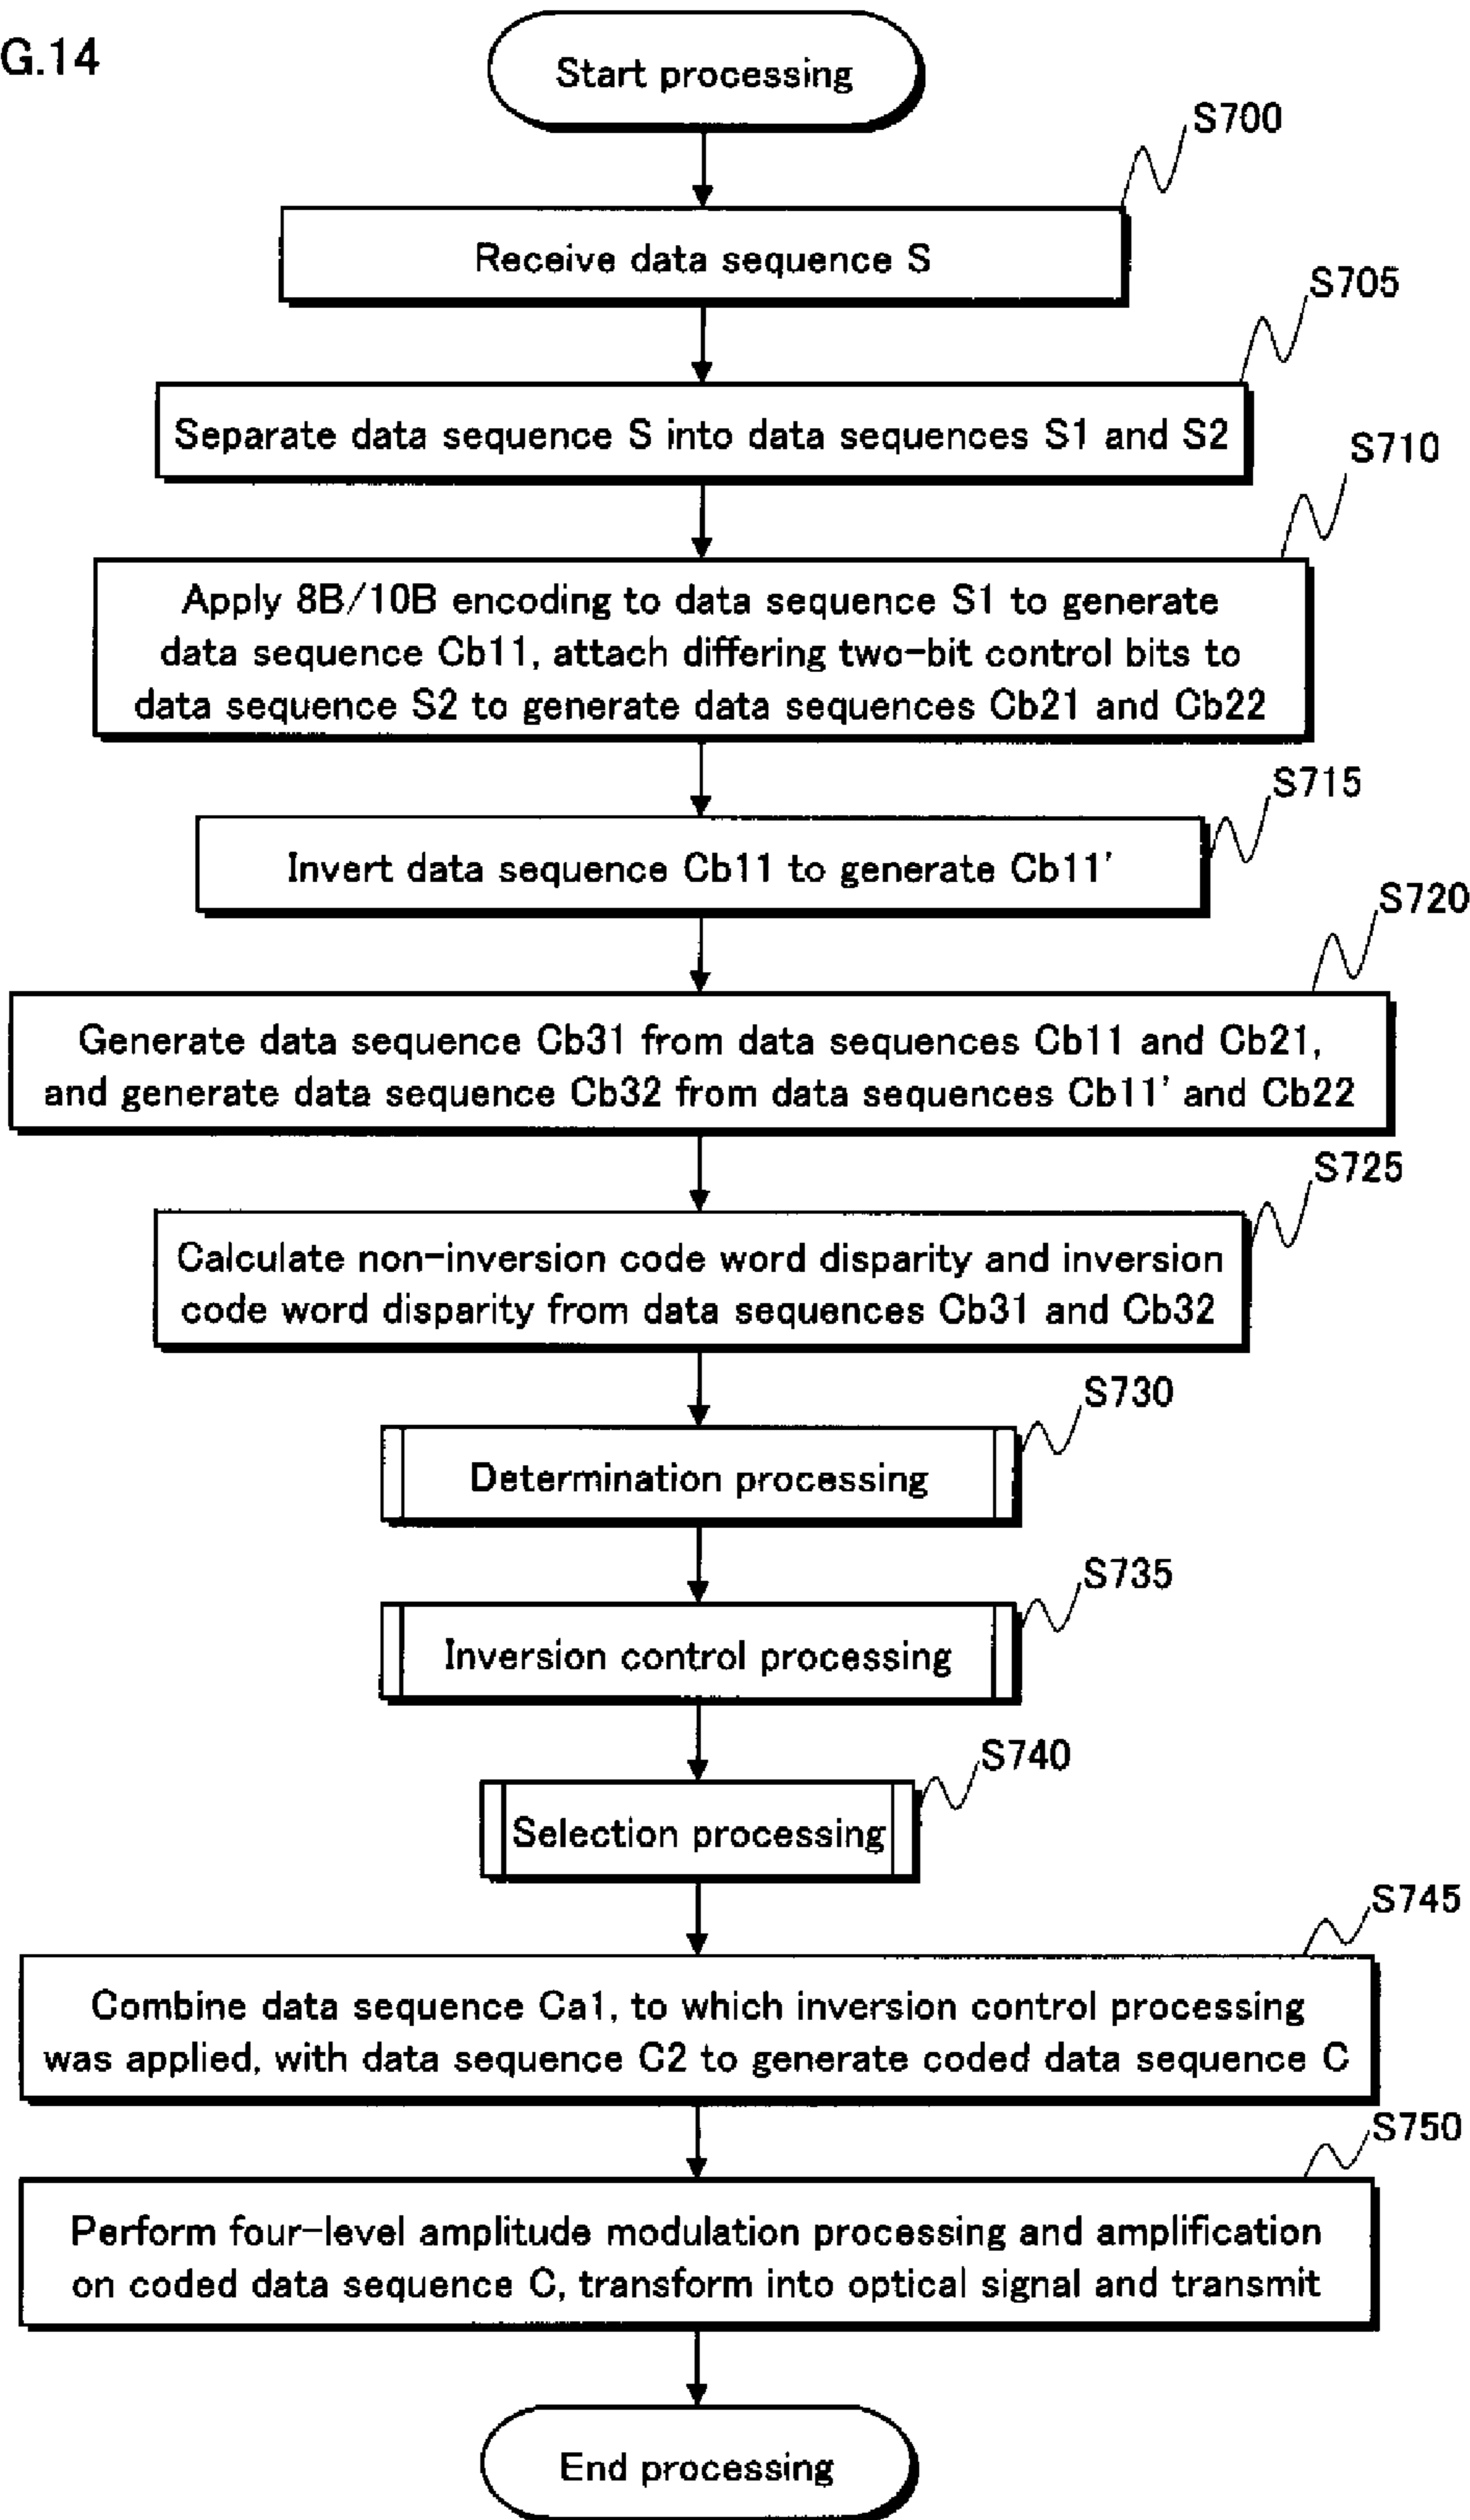 G.14
Start processing
S700
Receive data sequence S
S705
Separate data sequence S into data sequences S1 and S2
S710
Apply 8B/10B encoding to data sequence S1 to generate
data sequence Cb11, attach differing two-bit control bits to
data sequence S2 to generate data sequences Cb21 and Cb22
S715
Invert data sequence Cb11 to generate Cb11'
S720
Generate data sequence Cb31 from data sequences Cb11 and Cb21,
and generate data sequence Cb32 from data sequences Cb11' and Cb22
S725
Calculate non-inversion code word disparity and inversion
code word disparity from data sequences Cb31 and Cb32
S730
Determination processing
S735
Inversion control processing
S740
Selection processing
S745
Combine data sequence Ca1, to which inversion control processing
was applied, with data sequence C2 to generate coded data sequence C
S750
Perform four-level amplitude modulation processing and amplification
on coded data sequence C, transform into optical signal and transmit
End processing